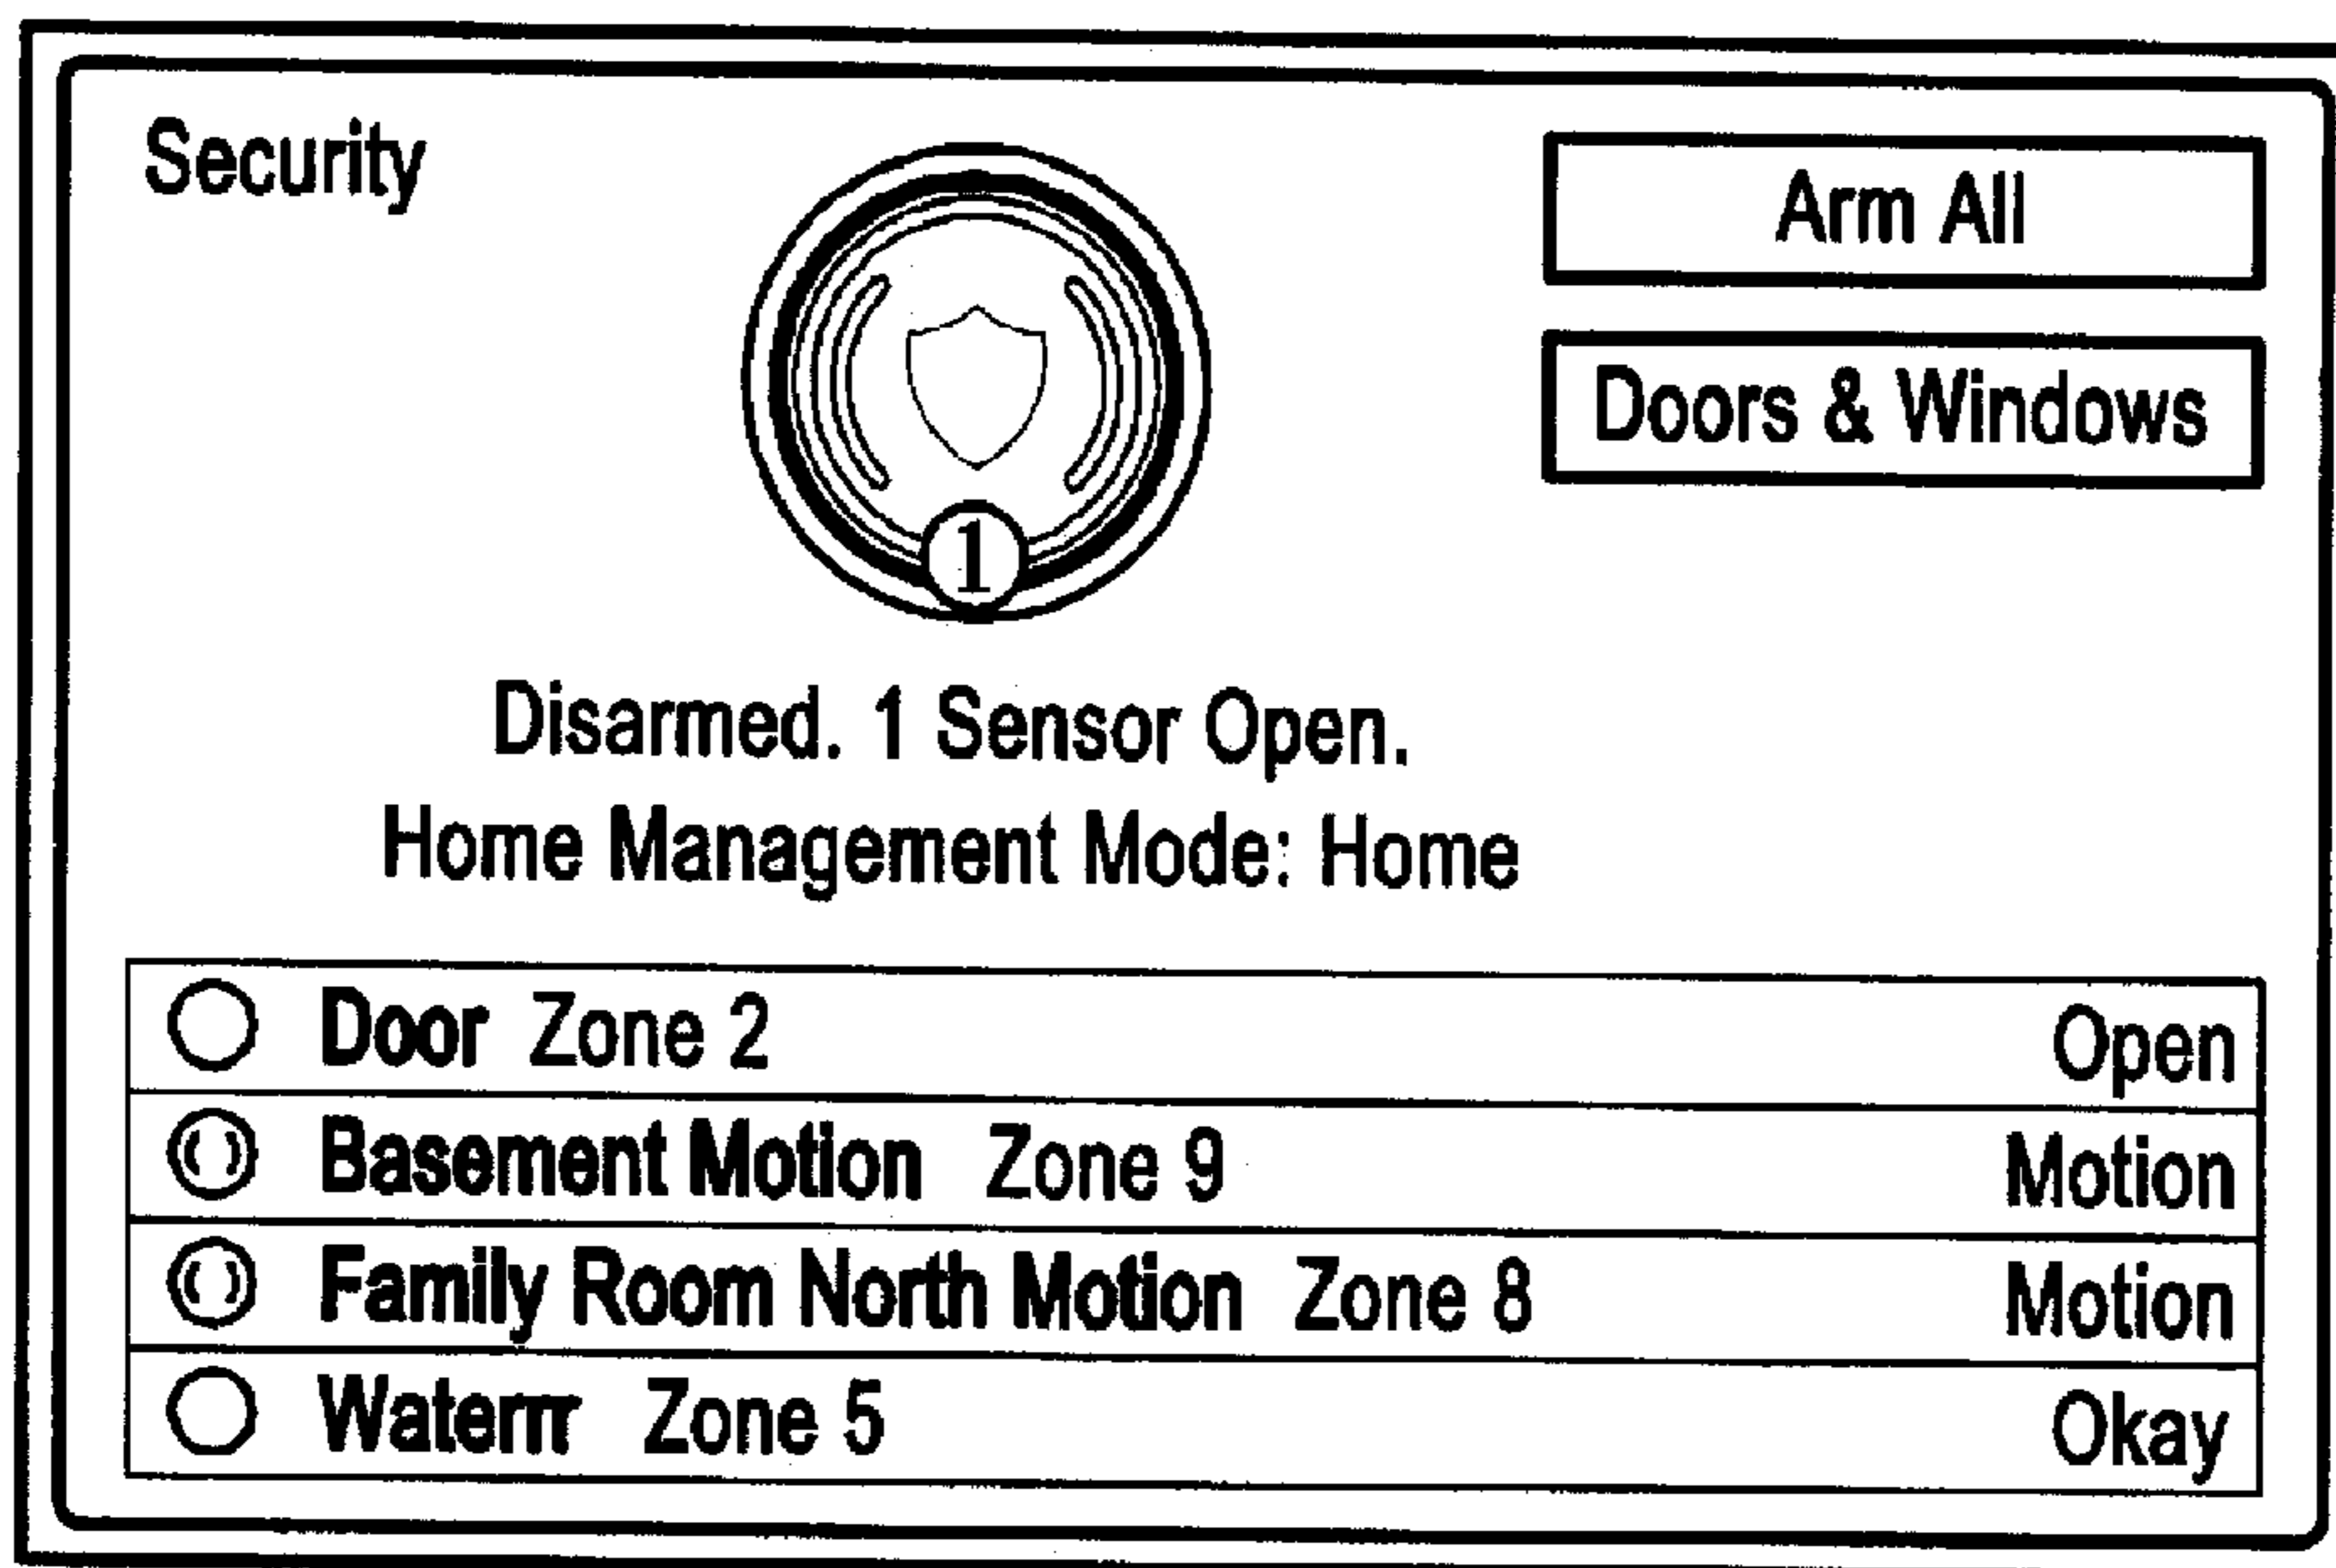 Security
Arm All
Doors & Windows
1
Disarmed. 1 Sensor Open.
Home Management Mode: Home
Door Zone 2 Open
Basement Motion Zone 9 Motion
Family Room North Motion Zone 8 Motion
Waterrr Zone 5 Okay